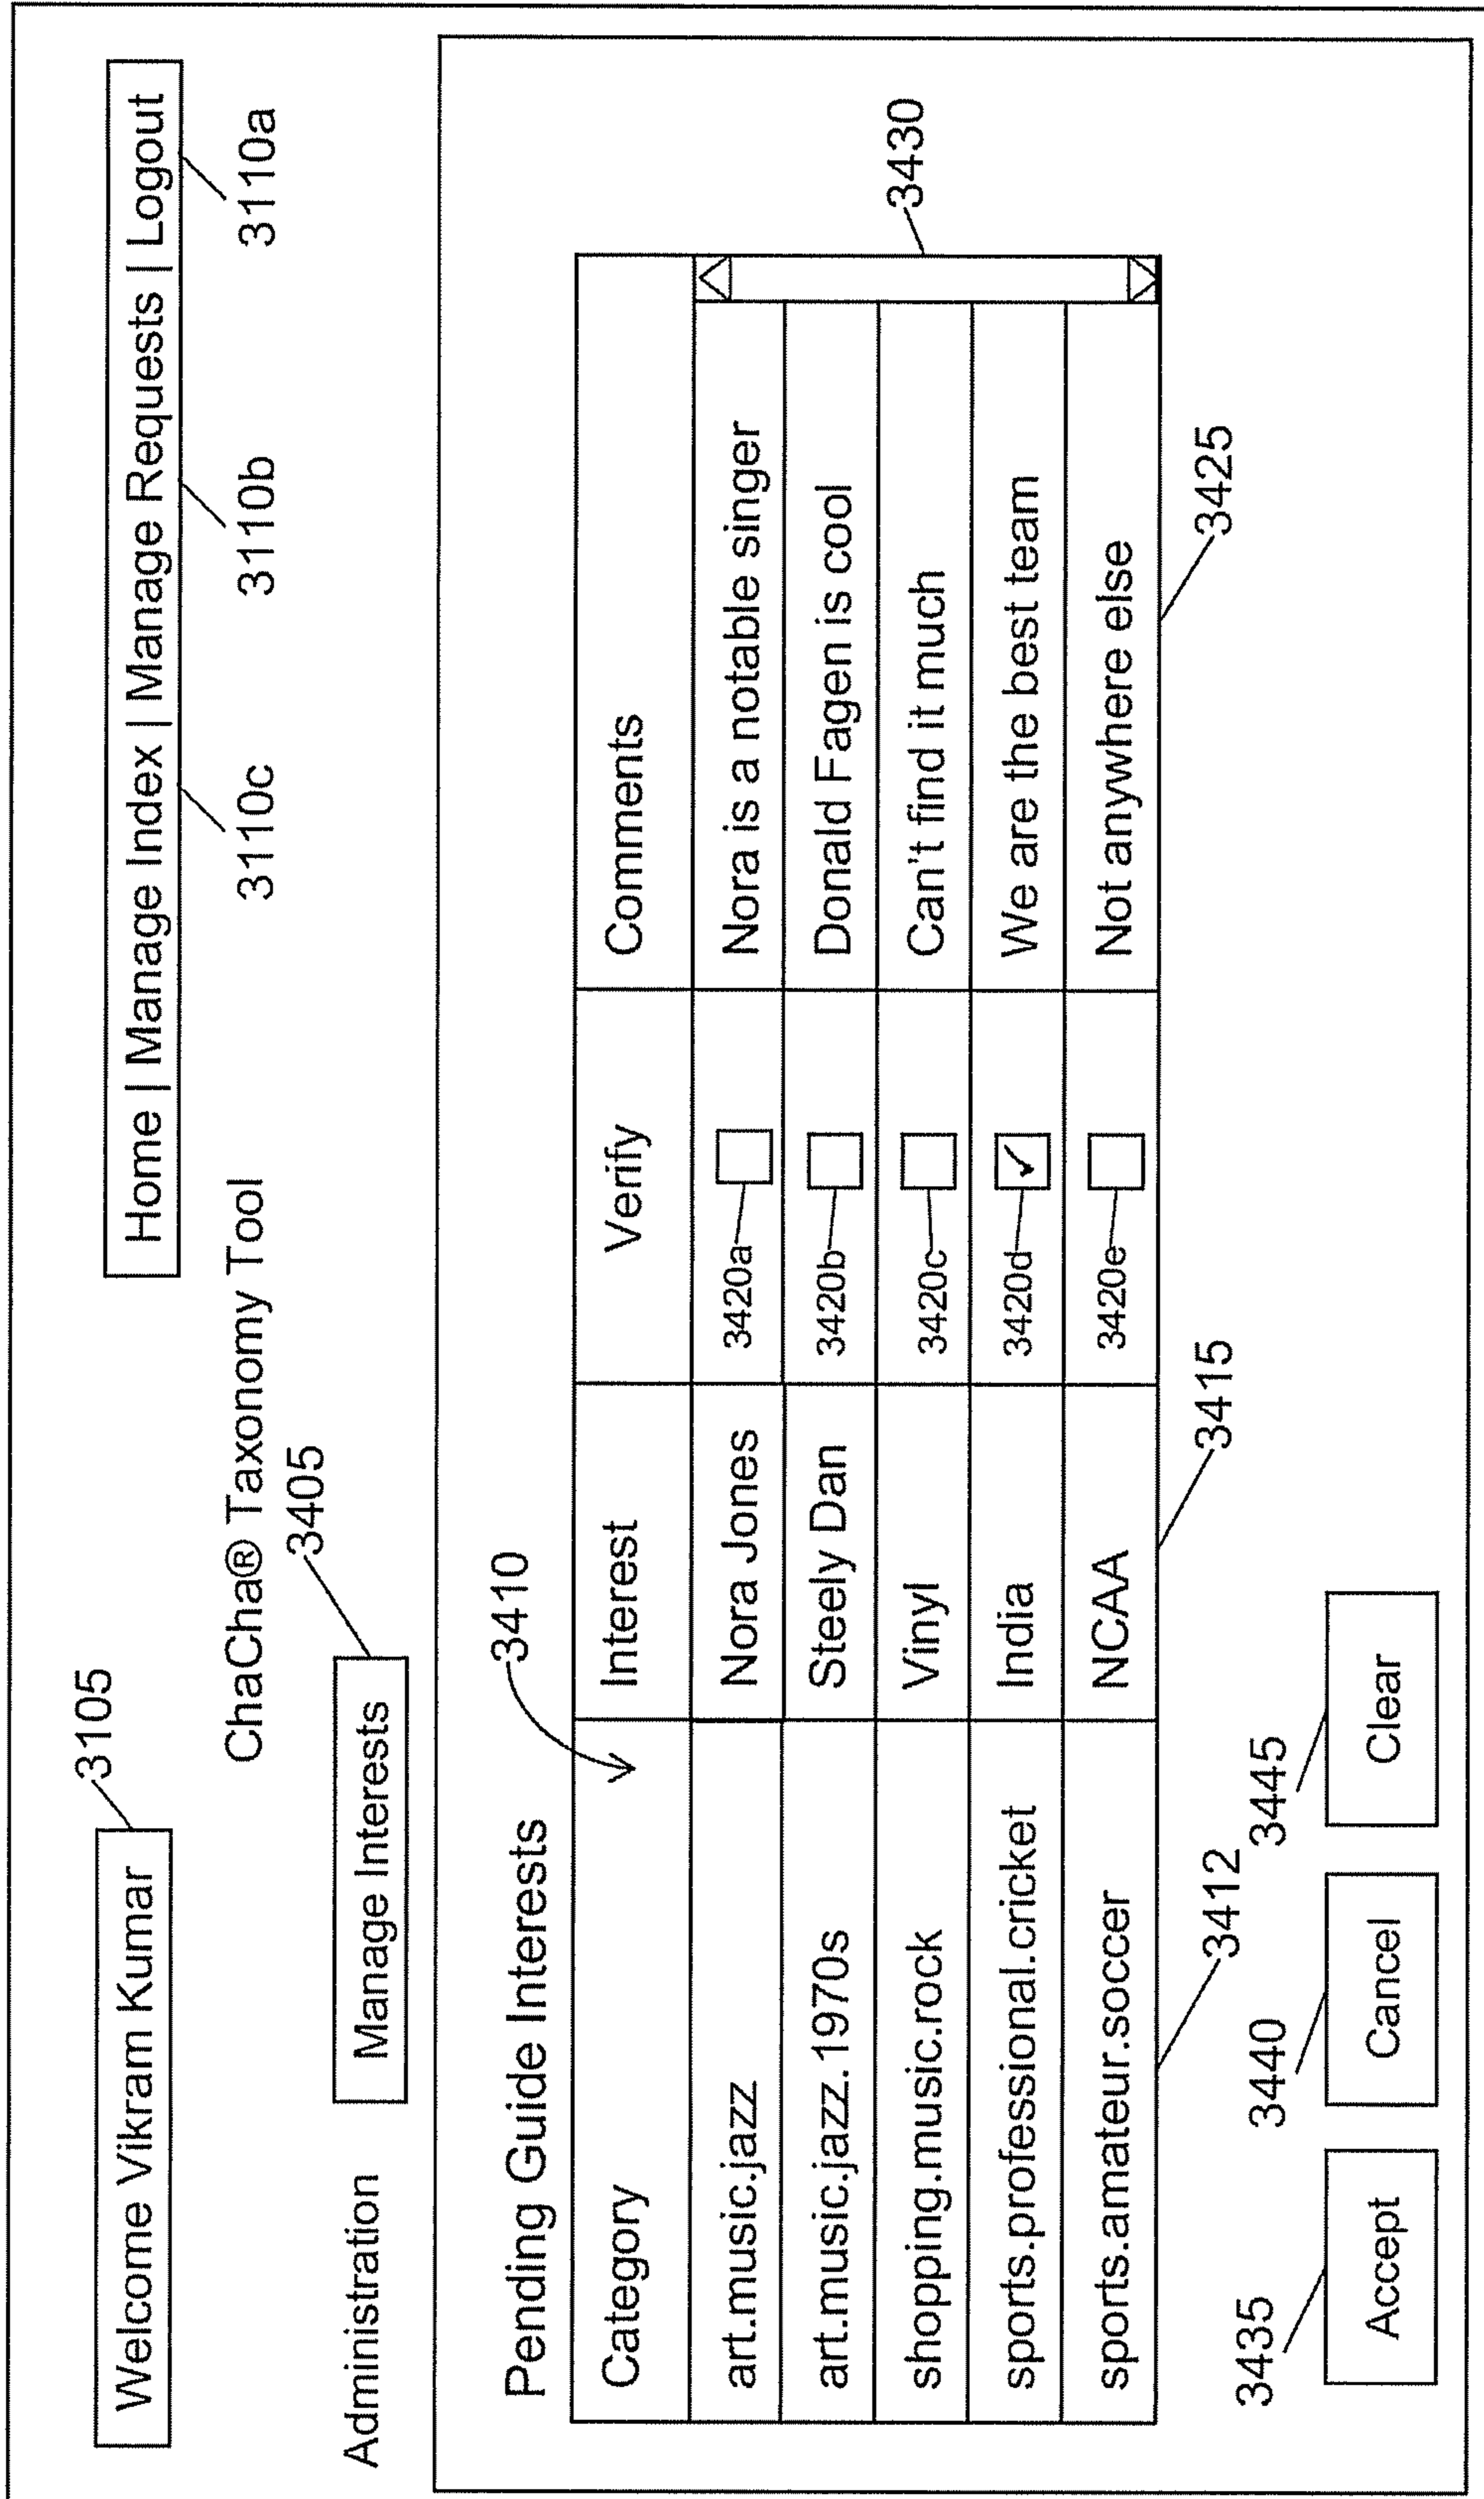 Welcome Vikram Kumar
3105
Home | Manage Index | Manage Requests | Logout
3110c
3110b
3110a
ChaCha® Taxonomy Tool
3405
Administration
Manage Interests
Pending Guide Interests
3410
Category Interest Verify Comments
3430
art.music.jazz Nora Jones 3420a Nora is a notable singer
art.music.jazz.1970s Steely Dan 3420b Donald Fagen is cool
shopping.music.rock Vinyl 3420c Can't find it much
sports.professional.cricket India 3420d We are the best team
sports.amateur.soccer NCAA 3420e Not anywhere else
3412
3415
3425
3435
3440
3445
Accept
Cancel
Clear